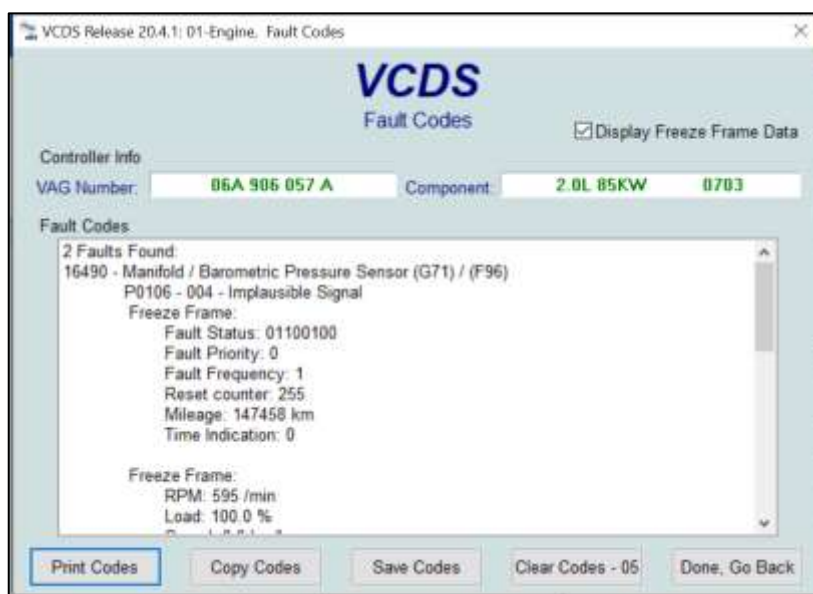 VCDS Release 20.4.1: 01-Engine, Fault Codes
VCDS
Fault Codes
Display Freeze Frame Data
Controller Info
VAG Number: 06A 906 057 A Component: 2.0L 85KW 0703
Fault Codes
2 Faults Found:
16490 - Manifold / Barometric Pressure Sensor (G71) / (F96)
P0106 - 004 - Implausible Signal
Freeze Frame:
Fault Status: 01100100
Fault Priority: 0
Fault Frequency: 1
Reset counter: 255
Mileage: 147458 km
Time Indication: 0
Freeze Frame:
RPM: 595 /min
Load: 100.0 %
Print Codes Copy Codes Save Codes Clear Codes - 05 Done, Go Back